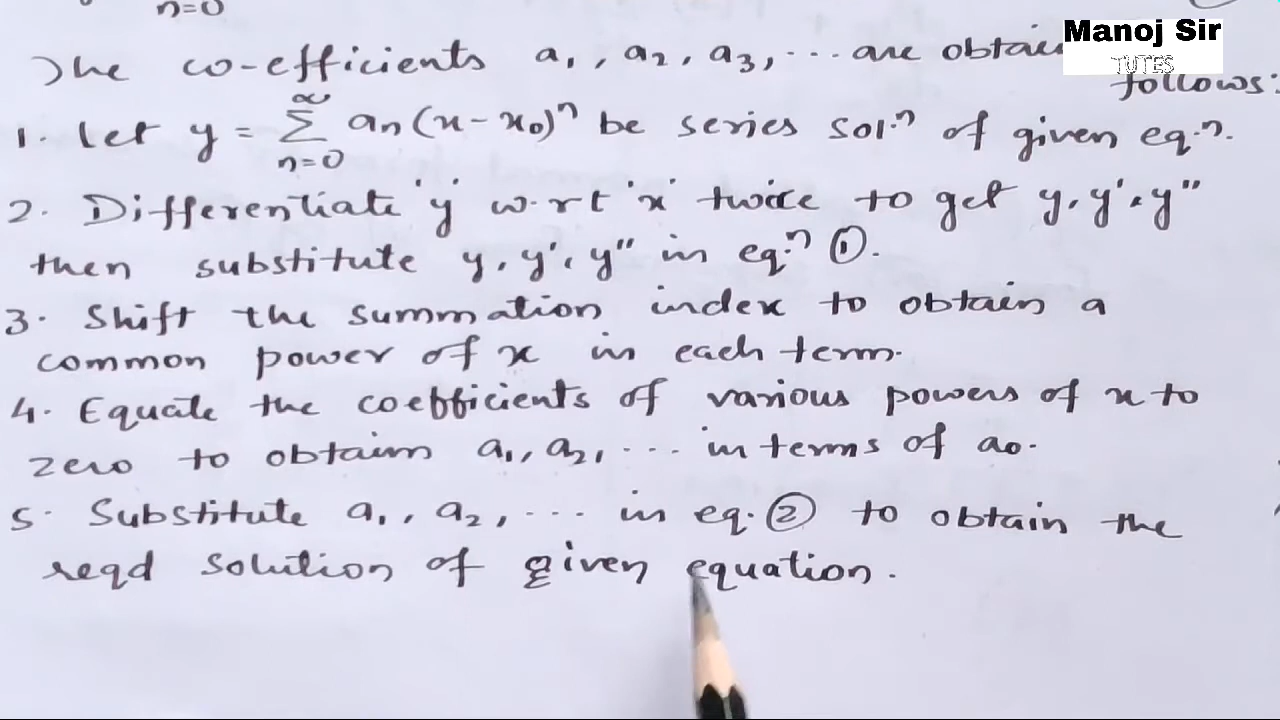 n=0
The co-efficients a1, a2, a3, ... are
Manoj Sir
TUTES
follows:
1. Let y = ∑ n=0 ∞ an(x-x0)^n be series sol.n of given eq.n.
2. Differentiate 'y' w.r.t 'x' twice to get y, y', y"
then substitute y, y', y" in eq.n ①.
3. Shift the summation index to obtain a
common power of x in each term.
4. Equate the coefficients of various powers of x to
zero to obtain a1, a2, ... in terms of a0.
5. Substitute a1, a2, ... in eq. ② to obtain the
reqd solution of given equation.